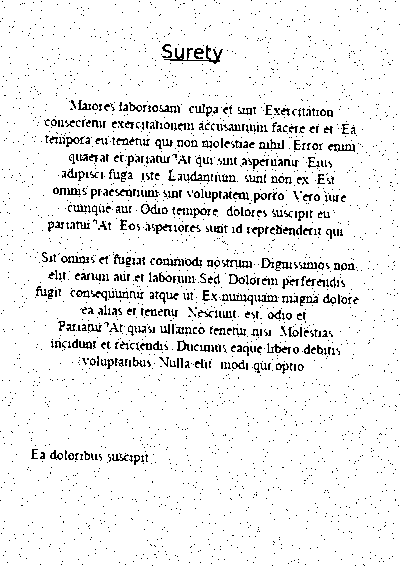 Surety
Maiores laboriosam culpa et sint Exercitation
consectetur exercitationem accusantium facere et et Ea
tempora eu tenetur qui non molestiae nihil Error enim
quaerat et pariatur "At qui sint aspernatur Eius
adipisci fuga iste Laudantium sunt non ex Est
omnis praesentium sint voluptatem porro Vero iure
cumque aut Odio tempore dolores suscipit eu
pariatur "At Eos asperiores sunt id reprehenderit qui
Sit omnis et fugiat commodi nostrum Dignissimos non
elit earum aut et laborum Sed Dolorem perferendis
fugit consequuntur atque ut Ex numquam magna dolore
ea alias et tenetur Nesciunt est odio et
Pariatur "At quasi ullamco tenetur nisi Molestias
incidunt et reiciendis Ducimus eaque libero debitis
voluptatibus Nulla elit modi qui optio
Ea doloribus suscipit